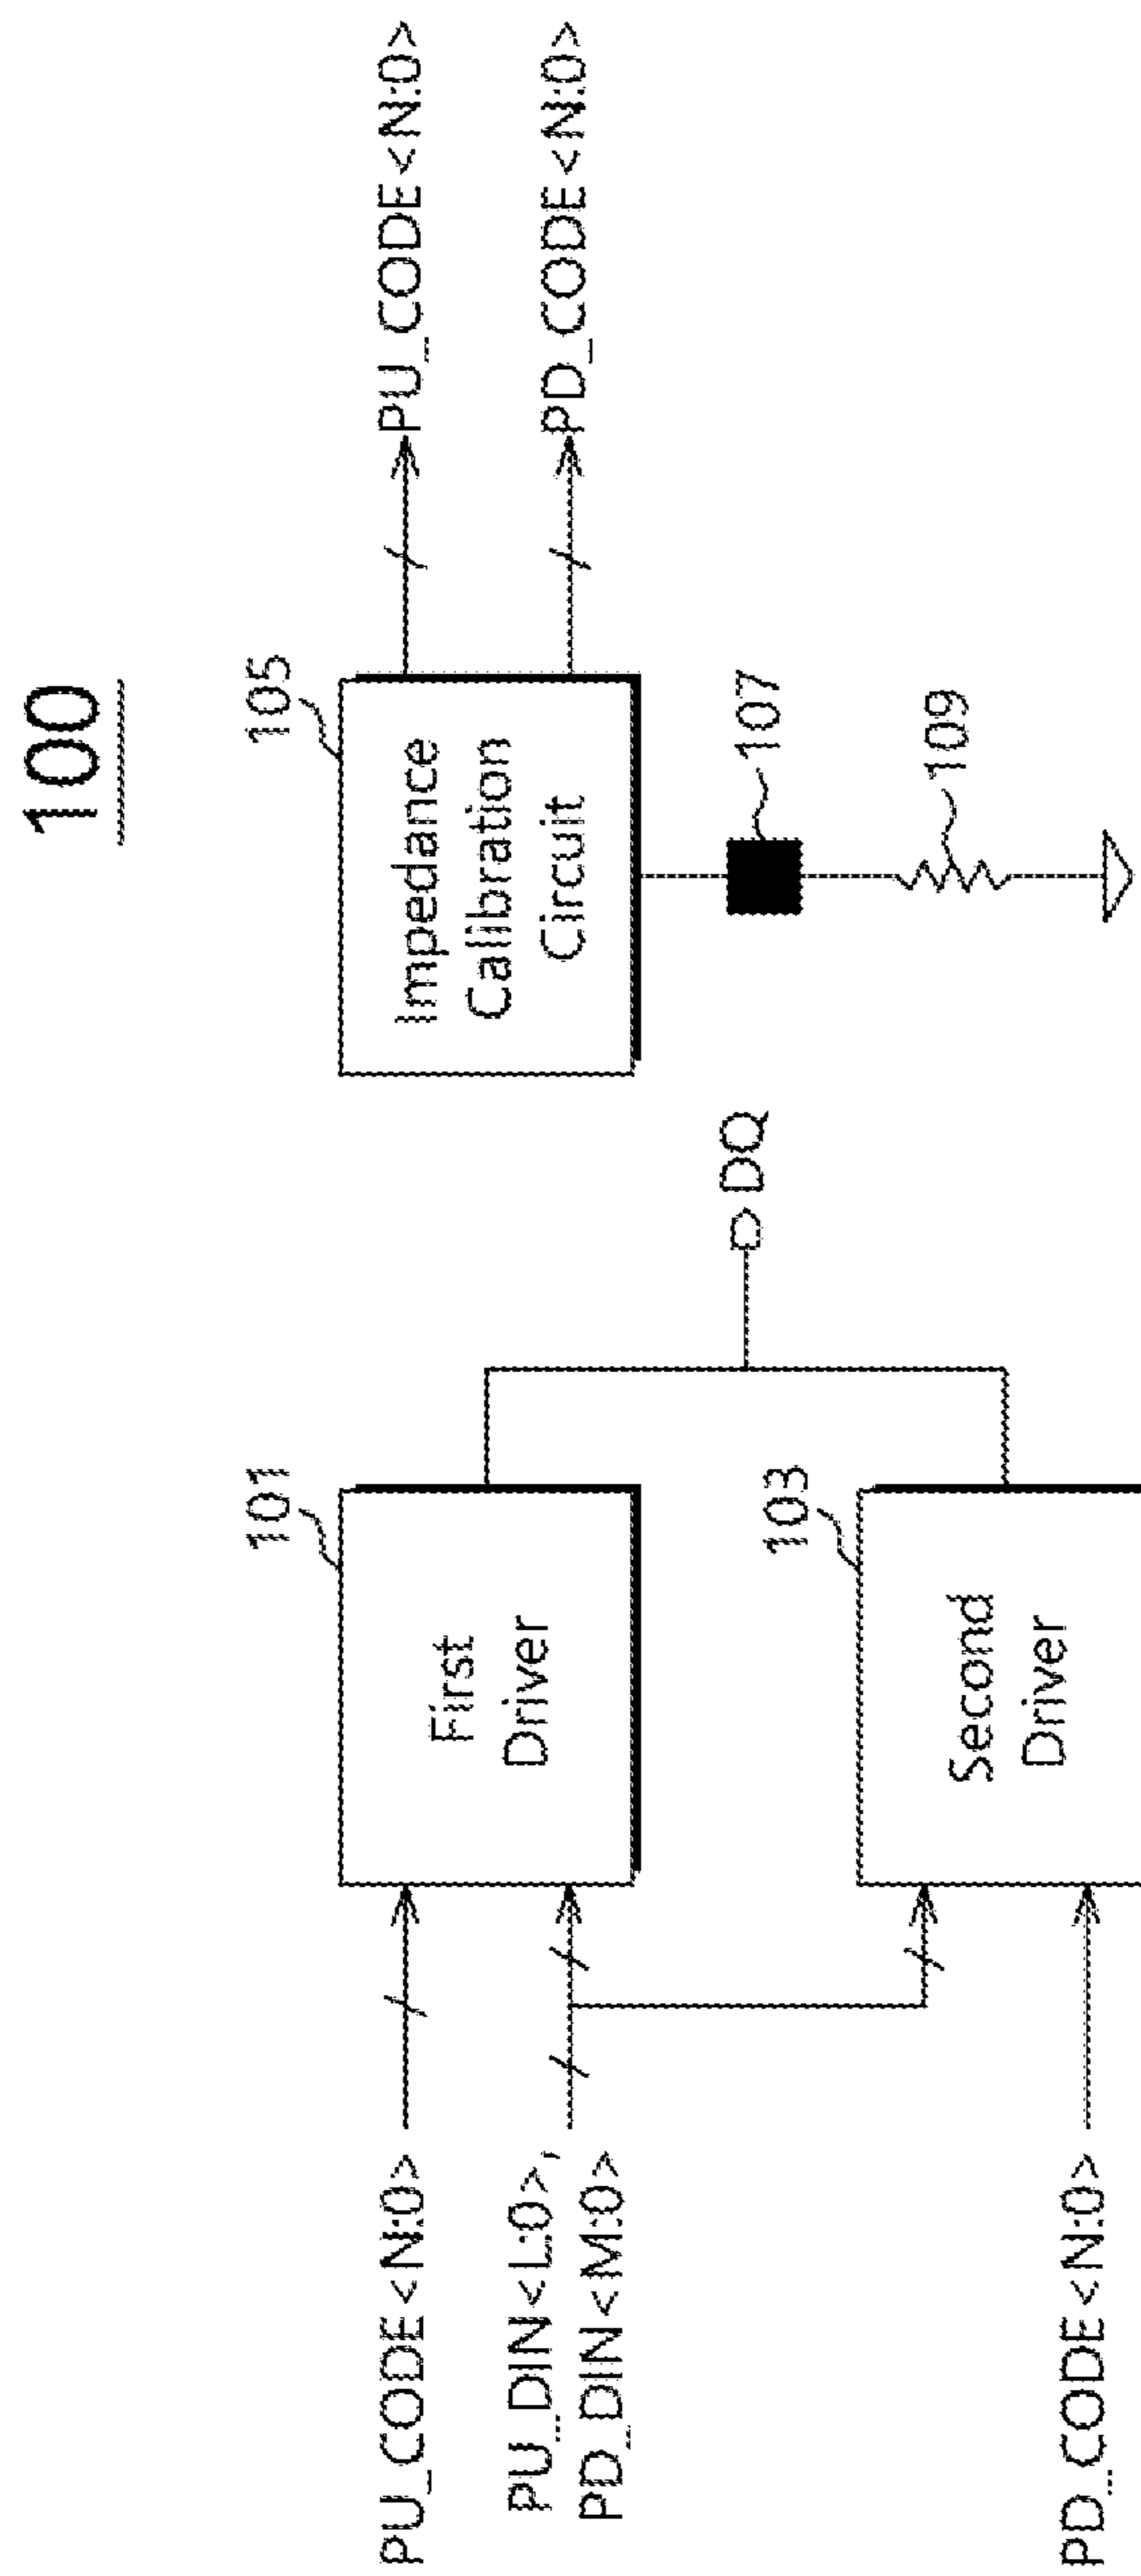 100
PU_CODE<N:0>
PU_DIN<L:0>,
PD_DIN<M:0>
PD_CODE<N:0>
101
First
Driver
103
Second
Driver
DQ
105
Impedance
Calibration
Circuit
107
109
PU_CODE<N:0>
PD_CODE<N:0>